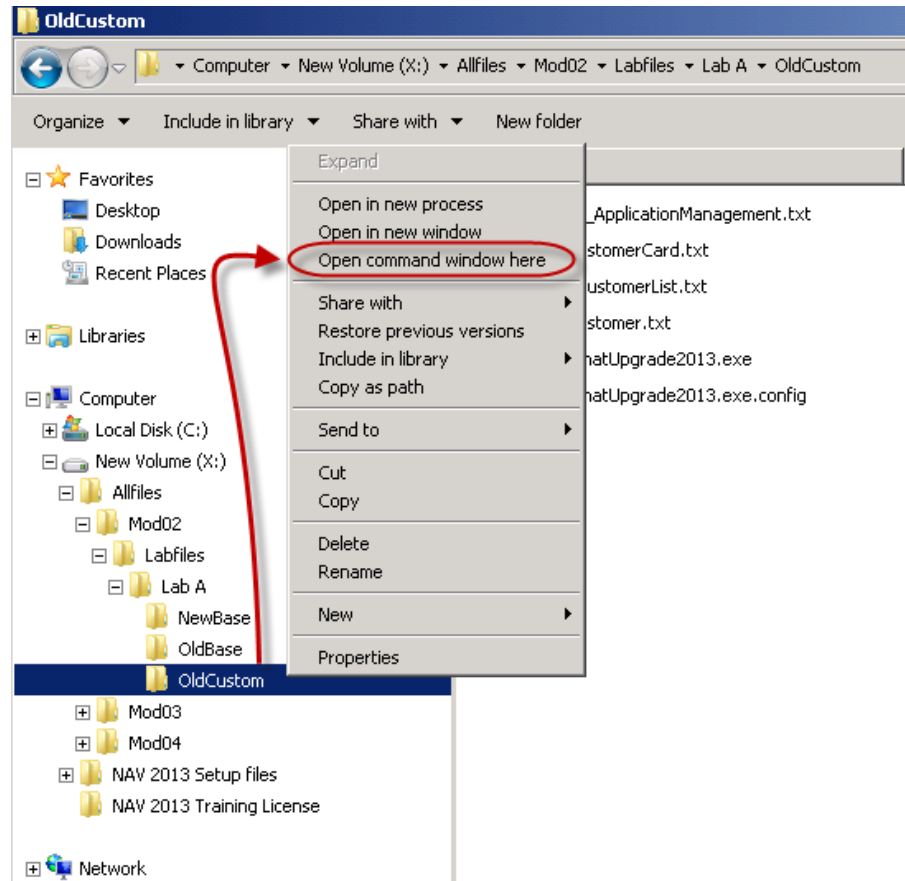 OldCustom
Computer New Volume (X:) Allfiles Mod02 Labfiles Lab A OldCustom
Organize Include in library Share with New folder
Favorites
Desktop
Downloads
Recent Places
Libraries
Computer
Local Disk (C:)
New Volume (X:)
Allfiles
Mod02
Labfiles
Lab A
NewBase
OldBase
OldCustom
Mod03
Mod04
NAV 2013 Setup files
NAV 2013 Training License
Network
Expand
Open in new process
Open in new window
Open command window here
Share with
Restore previous versions
Include in library
Copy as path
Send to
Cut
Copy
Delete
Rename
New
Properties
_ApplicationManagement.txt
stomerCard.txt
ustomerList.txt
stomer.txt
natUpgrade2013.exe
natUpgrade2013.exe.config